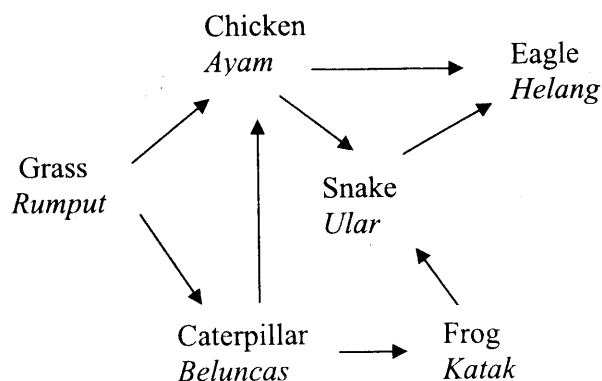 Chicken
Ayam
Eagle
Helang
Grass
Rumput
Snake
Ular
Caterpillar
Beluncas
Frog
Katak